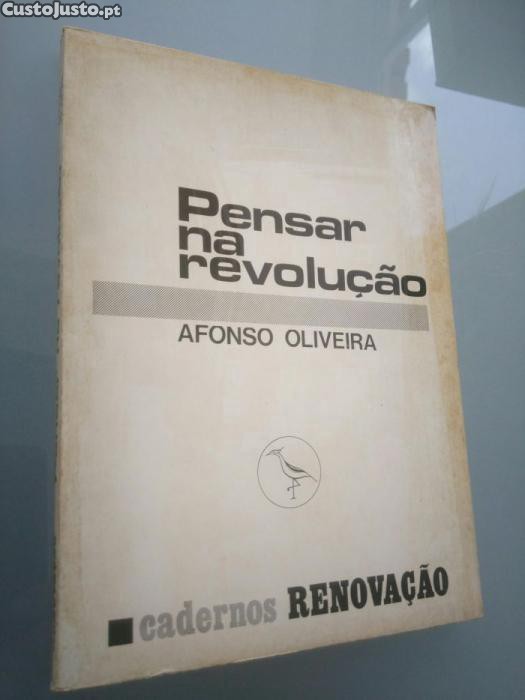 CustoJusto.pt
Pensar
na
revolução
AFONSO OLIVEIRA
cadernos RENOVAÇÃO